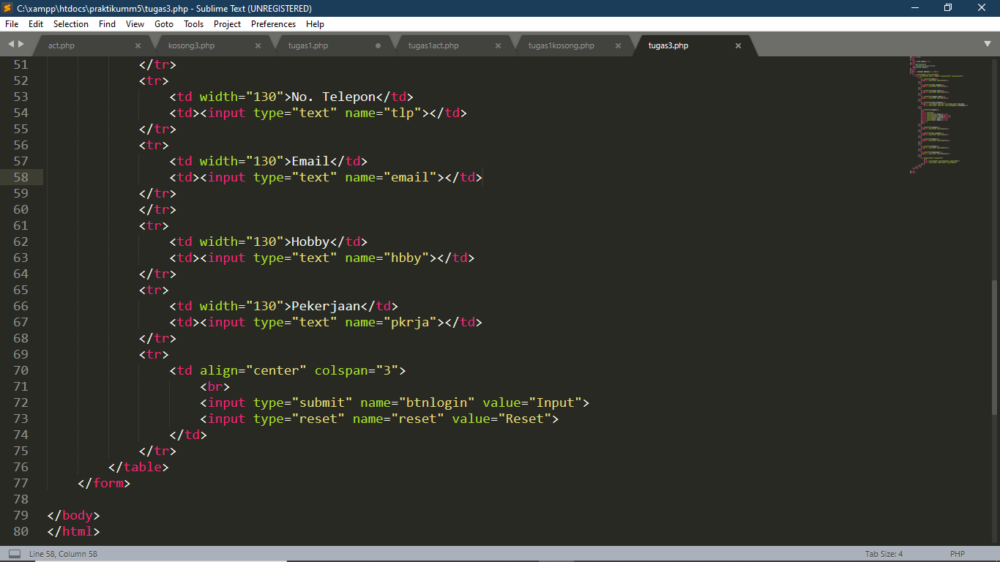 C:\xampp\htdocs\praktikumm5\tugas3.php - Sublime Text (UNREGISTERED)
File Edit Selection Find View Goto Tools Project Preferences Help
act.php kosong3.php tugas1.php tugas1act.php tugas1kosong.php tugas3.php
51 </tr>
52 <tr>
53 <td width="130">No. Telepon</td>
54 <td><input type="text" name="tlp"></td>
55 </tr>
56 <tr>
57 <td width="130">Email</td>
58 <td><input type="text" name="email"></td>
59 </tr>
60 </tr>
61 <tr>
62 <td width="130">Hobby</td>
63 <td><input type="text" name="hbby"></td>
64 </tr>
65 <tr>
66 <td width="130">Pekerjaan</td>
67 <td><input type="text" name="pkrja"></td>
68 </tr>
69 <tr>
70 <td align="center" colspan="3">
71 <br>
72 <input type="submit" name="btnlogin" value="Input">
73 <input type="reset" name="reset" value="Reset">
74 </td>
75 </tr>
76 </table>
77 </form>
78
79 </body>
80 </html>
Line 58, Column 58 Tab Size: 4 PHP